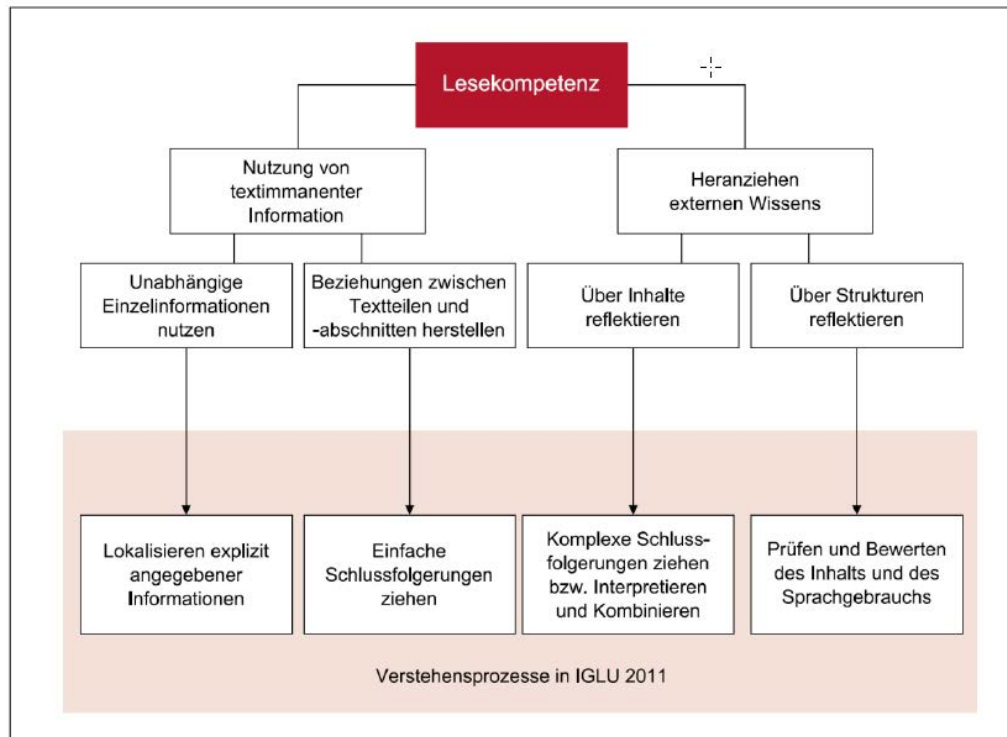 Lesekompetenz
Nutzung von
textimmanenter
Information
Heranziehen
externen Wissens
Unabhängige
Einzelinformationen
nutzen
Beziehungen zwischen
Textteilen und
-abschnitten herstellen
Über Inhalte
reflektieren
Über Strukturen
reflektieren
Lokalisieren explizit
angegebener
Informationen
Einfache
Schlussfolgerungen
ziehen
Komplexe Schluss-
folgerungen ziehen
bzw. Interpretieren
und Kombinieren
Prüfen und Bewerten
des Inhalts und des
Sprachgebrauchs
Verstehensprozesse in IGLU 2011